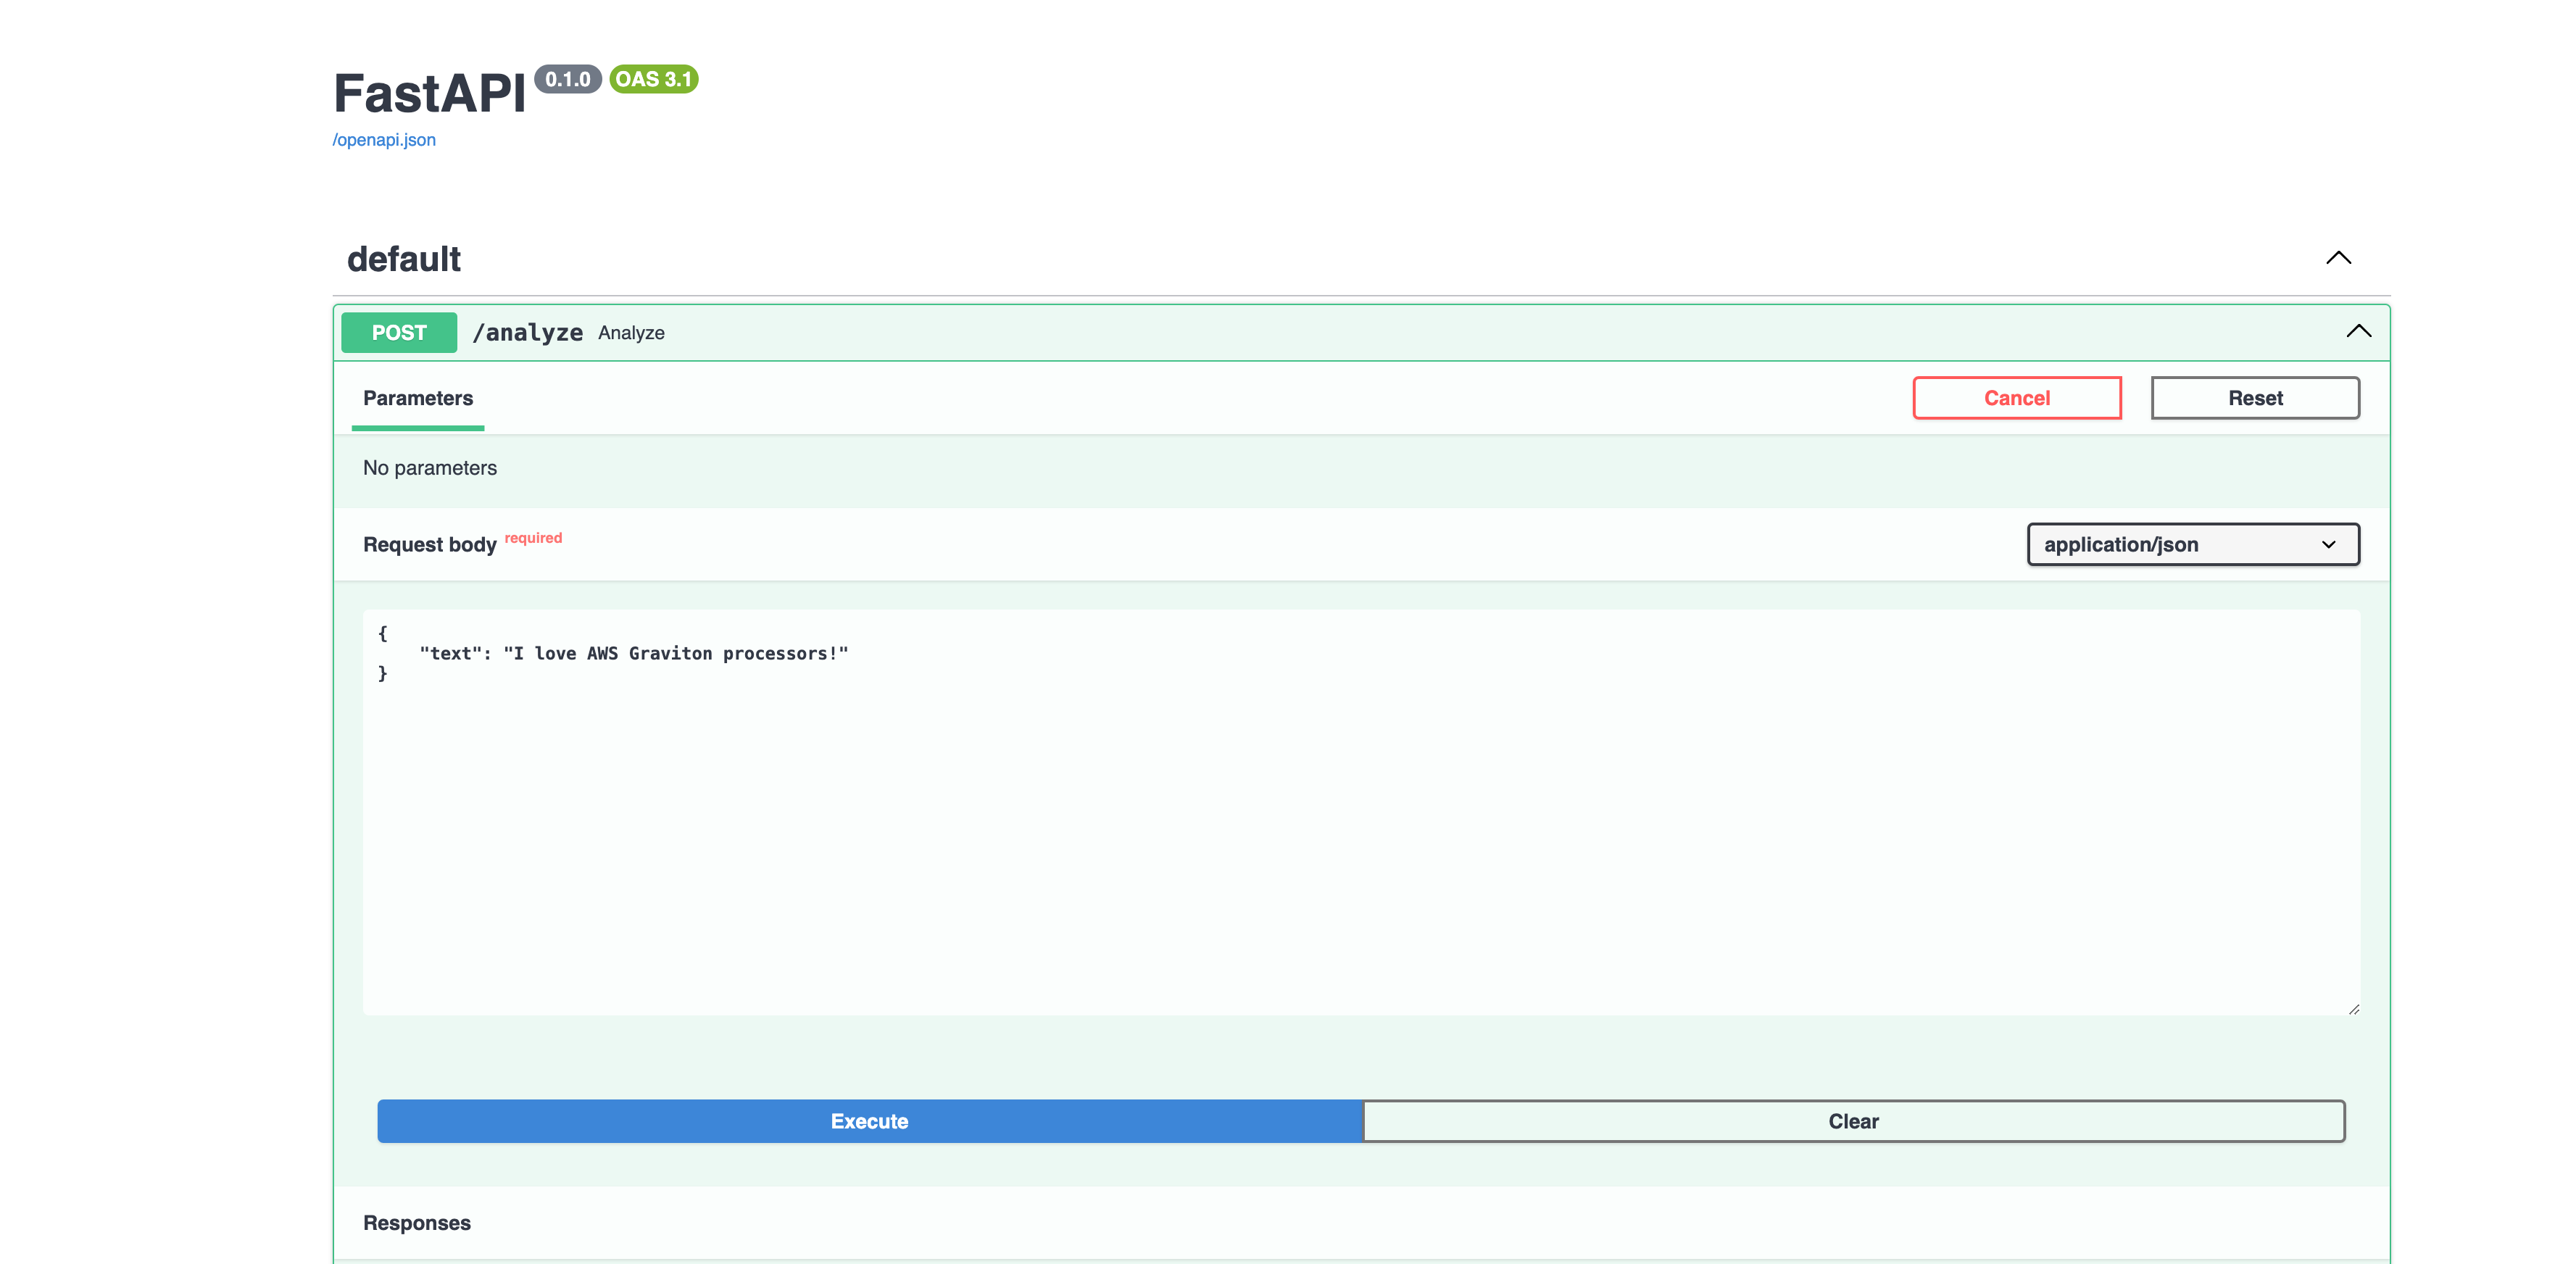 FastAPI 0.1.0 OAS 3.1
/openapi.json
default
POST /analyze Analyze
Parameters
Cancel
Reset
No parameters
Request body required
application/json
{
    "text": "I love AWS Graviton processors!"
}
Execute
Clear
Responses